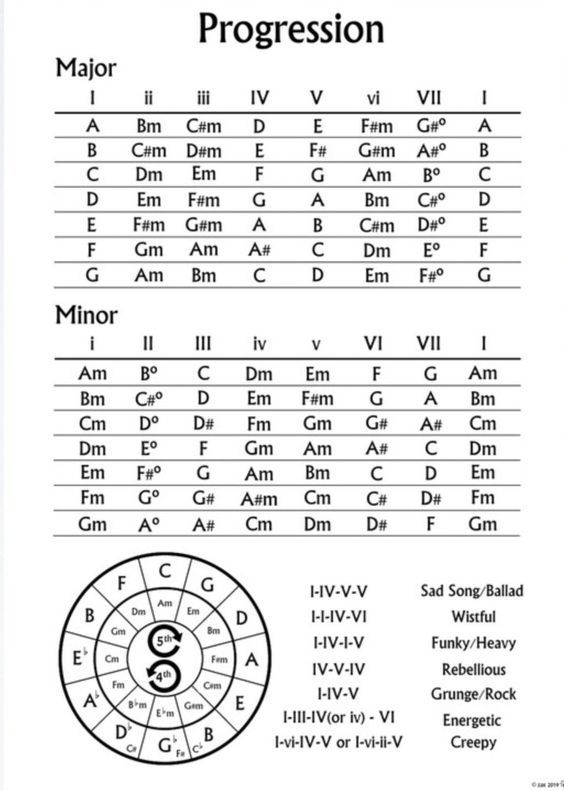 Progression
Major
I ii iii IV V vi VII I
A Bm C#m D E F#m G#° A
B C#m D#m E F# G#m A#° B
C Dm Em F G Am B° C
D Em F#m G A Bm C#° D
E F#m G#m A B C#m D#° E
F Gm Am A# C Dm E° F
G Am Bm C D Em F#° G
Minor
i II III iv v VI VII I
Am B° C Dm Em F G Am
Bm C#° D Em F#m G A Bm
Cm D° D# Fm Gm G# A# Cm
Dm E° F Gm Am A# C Dm
Em F#° G Am Bm C D Em
Fm G° G# A#m Cm C# D# Fm
Gm A° A# Cm Dm D# F Gm
C
G
D
A
E
B C♭
G♭ F#
D♭ C#
A♭
E♭
B
F
Am
Em
Bm
F#m
C#m
G#m
E♭m
B♭m
Fm
Cm
Gm
Dm
5th
4th
I-IV-V-V Sad Song/Ballad
I-I-IV-VI Wistful
I-IV-I-V Funky/Heavy
IV-V-IV Rebellious
I-IV-V Grunge/Rock
I-III-IV(or iv) - VI Energetic
I-vi-IV-V or I-vi-ii-V Creepy
2019